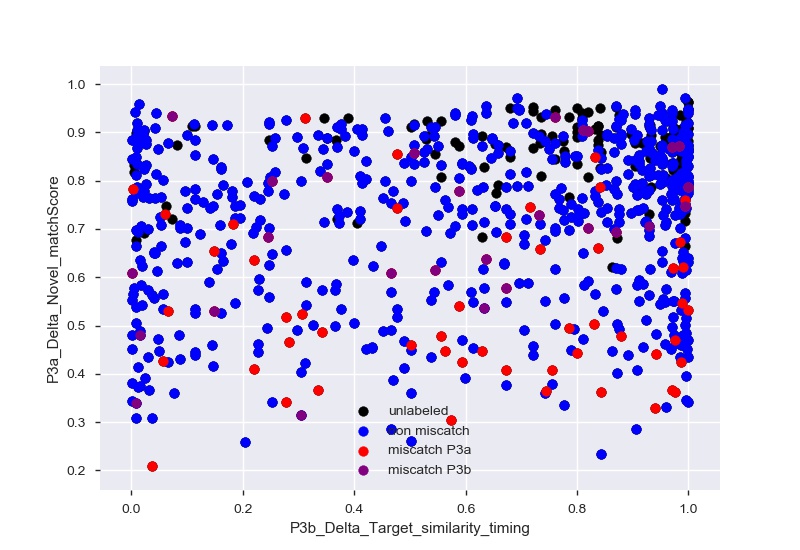 1.0
0.9
0.8
0.7
0.6
0.5
0.4
0.3
0.2
P3a_Delta_Novel_matchScore
unlabeled
non miscatch
miscatch P3a
miscatch P3b
0.0 0.2 0.4 0.6 0.8 1.0
P3b_Delta_Target_similarity_timing